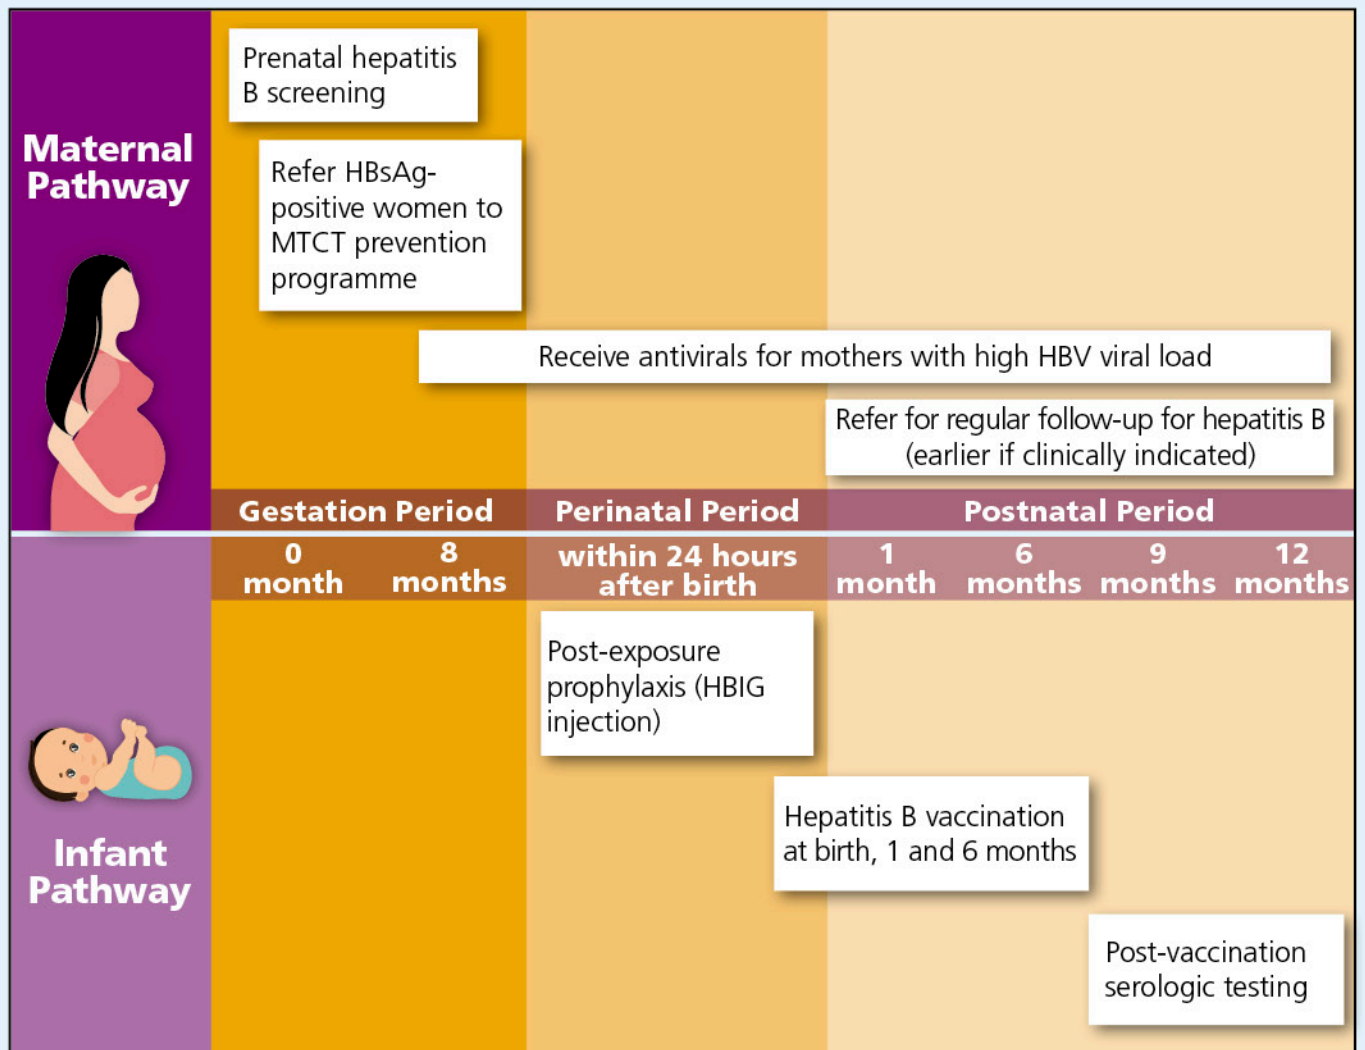 Maternal
Pathway
Prenatal hepatitis
B screening
Refer HBsAg-
positive women to
MTCT prevention
programme
Receive antivirals for mothers with high HBV viral load
Refer for regular follow-up for hepatitis B
(earlier if clinically indicated)
Gestation Period
Perinatal Period
Postnatal Period
0
month
8
months
within 24 hours
after birth
1
month
6
months
9
months
12
months
Infant
Pathway
Post-exposure
prophylaxis (HBIG
injection)
Hepatitis B vaccination
at birth, 1 and 6 months
Post-vaccination
serologic testing